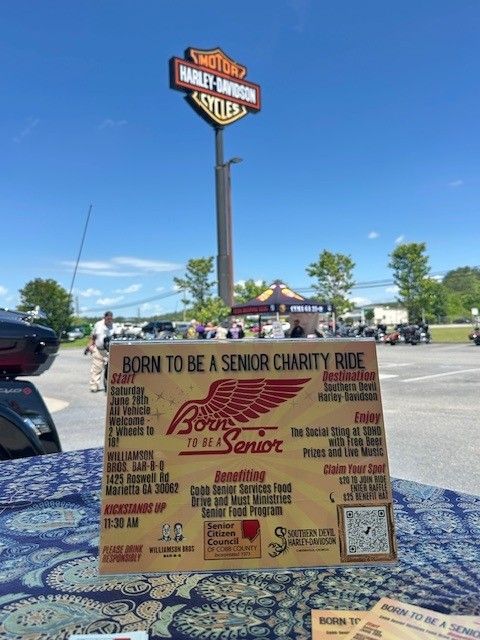 MOTOR
HARLEY-DAVIDSON
CYCLES
BORN TO BE A SENIOR CHARITY RIDE
Start
Saturday
June 28th
All Vehicle
Welcome -
2 Wheels to
18!
WILLIAMSON
BROS. BAR-B-Q
1425 Roswell Rd
Marietta GA 30062
KICKSTANDS UP
11:30 AM
PLEASE DRINK
RESPONSIBLY
Born
TO BE A
Senior
Benefiting
Cobb Senior Services Food
Drive and Must Ministries
Senior Food Program
WILLIAMSON BROS
BAR-B-Q
Senior
Citizen
Council
OF COBB COUNTY
SOUTHERN DEVIL
HARLEY-DAVIDSON
Destination
Southern Devil
Harley-Davidson
Enjoy
The Social Sting at SDHD
with Free Beer
Prizes and Live Music
Claim Your Spot
$20 TO JOIN RIDE
ENTER RAFFLE
$25 BENEFIT HAT
BORN TO
BORN TO BE A SENIOR